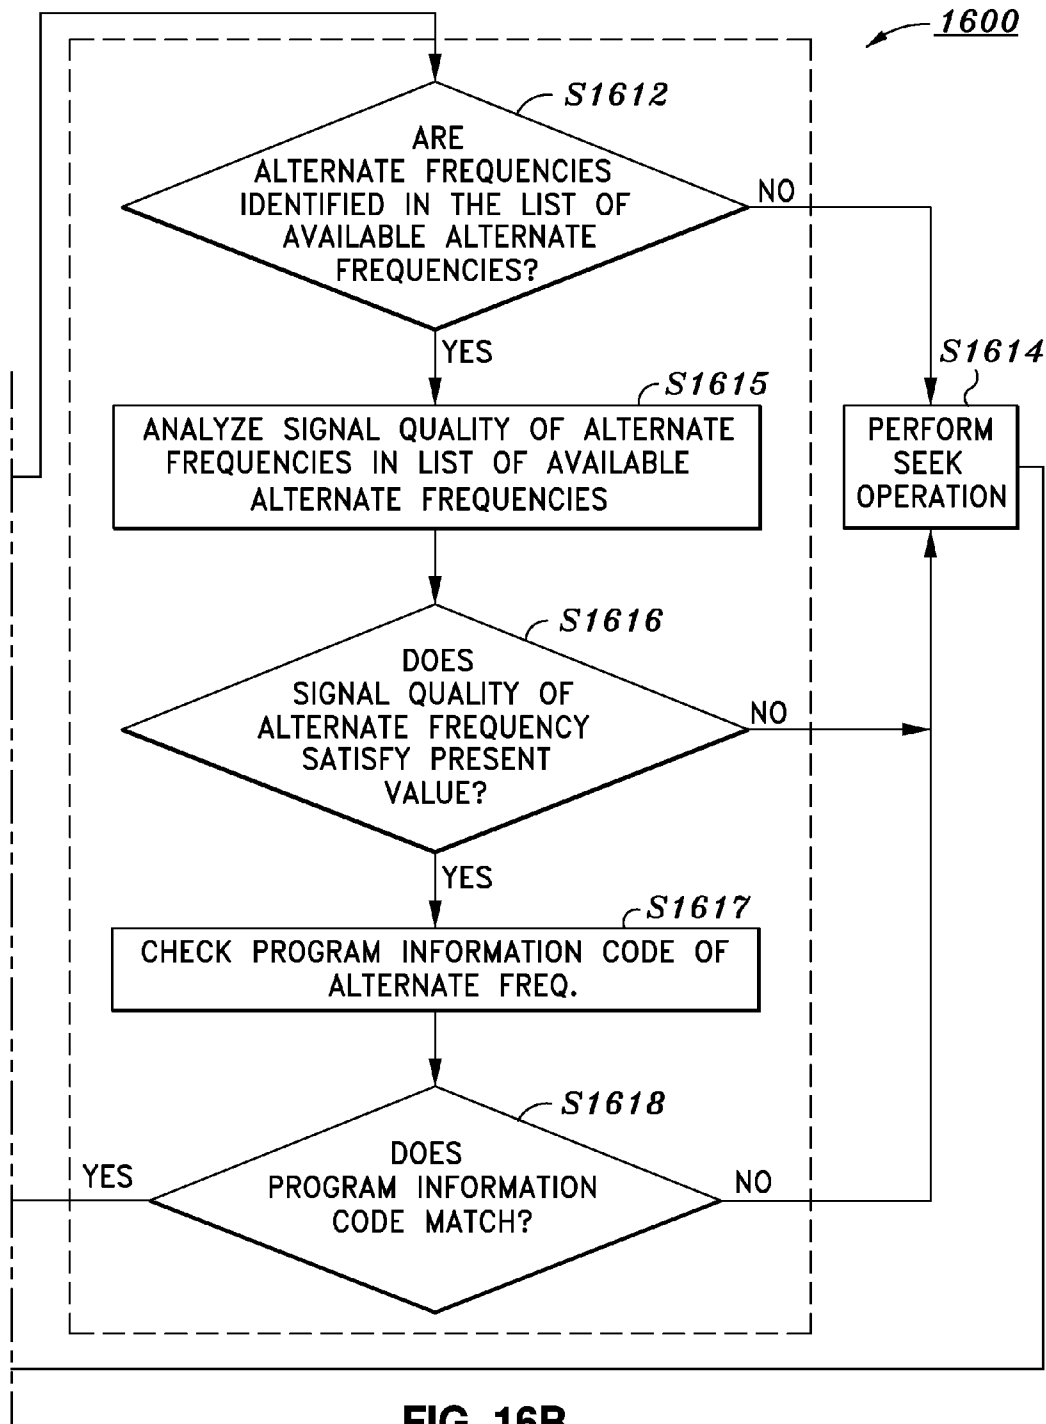 1600
S1612
ARE
ALTERNATE FREQUENCIES
IDENTIFIED IN THE LIST OF
AVAILABLE ALTERNATE
FREQUENCIES?
NO
YES
S1614
S1615
ANALYZE SIGNAL QUALITY OF ALTERNATE
FREQUENCIES IN LIST OF AVAILABLE
ALTERNATE FREQUENCIES
PERFORM
SEEK
OPERATION
S1616
DOES
SIGNAL QUALITY OF
ALTERNATE FREQUENCY
SATISFY PRESENT
VALUE?
NO
YES
S1617
CHECK PROGRAM INFORMATION CODE OF
ALTERNATE FREQ.
S1618
DOES
PROGRAM INFORMATION
CODE MATCH?
YES
NO
FIG. 16B